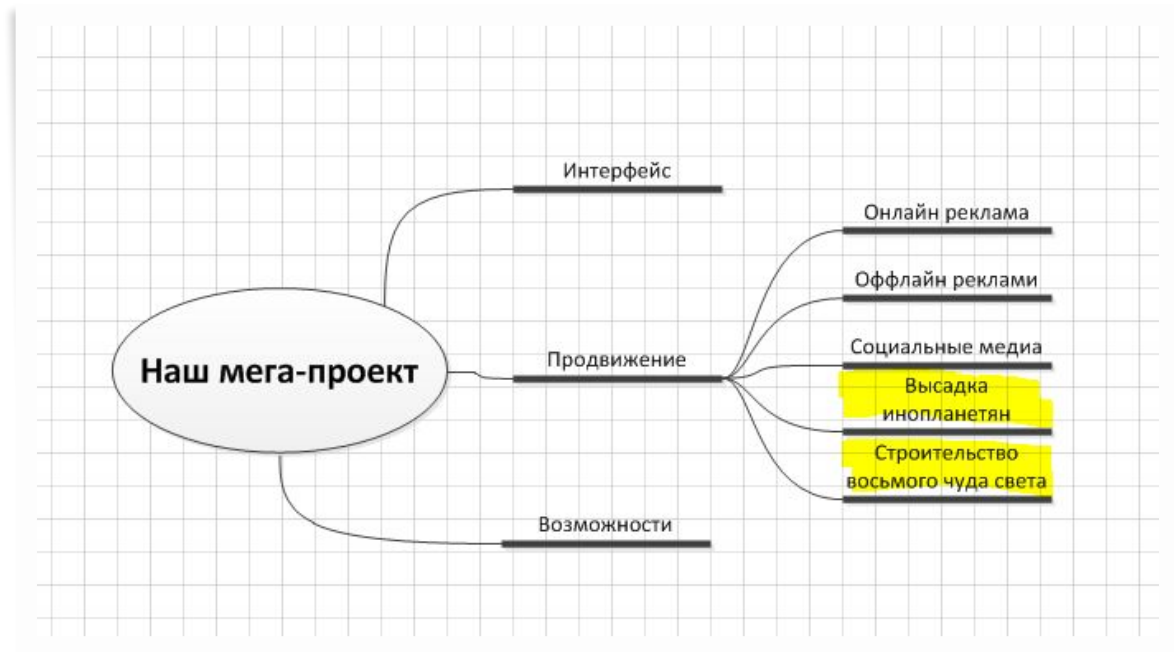 Интерфейс
Онлайн реклама
Оффлайн реклами
Социальные медиа
Продвижение
Наш мега-проект
Высадка
инопланетян
Строительство
восьмого чуда света
Возможности